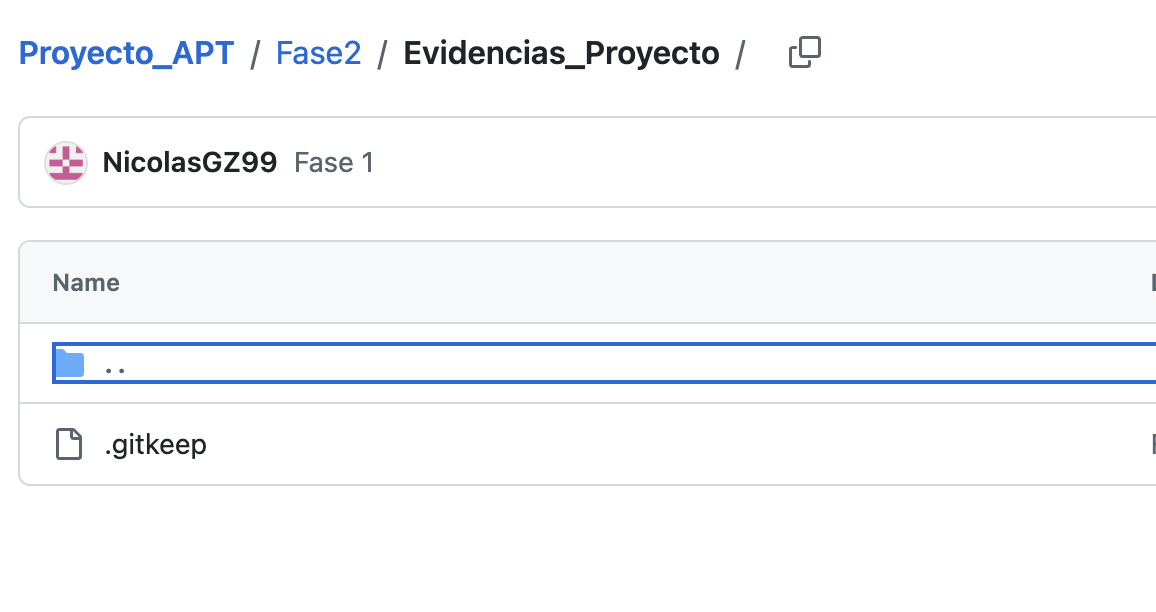 Proyecto_APT / Fase2 / Evidencias_Proyecto /
NicolasGZ99 Fase 1
Name
..
.gitkeep